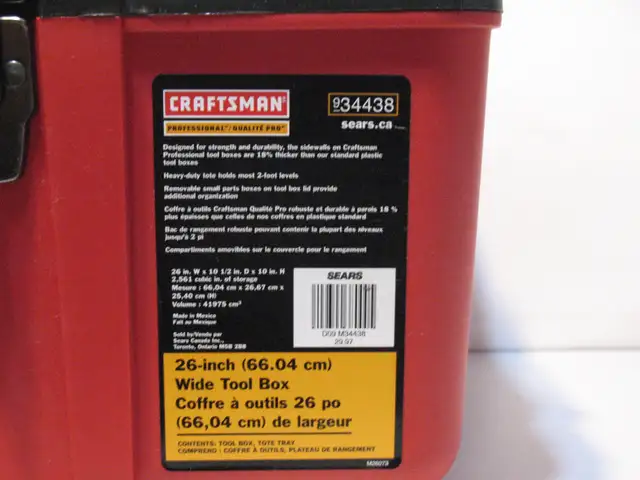 CRAFTSMAN
PROFESSIONAL/QUALITÉ PRO
934438
sears.ca
Designed for strength and durability, the sidewalls on Craftsman
Professional tool boxes are 18% thicker than our standard plastic
tool boxes
Heavy-duty tote holds most 2-foot levels
Removable small parts boxes on tool box lid provide
additional organization
Coffre à outils Craftsman Qualité Pro robuste et durable à parois 18 %
plus épaisses que celles de nos coffres en plastique standard
Bac de rangement robuste pouvant contenir la plupart des niveaux
jusqu'à 2 pi
Compartiments amovibles sur le couvercle pour le rangement
26 in. W x 10 1/2 in. D x 10 in. H
2,561 cubic in. of storage
Mesure : 66,04 cm x 26,67 cm x
25,40 cm (H)
Volume : 41975 cm³
Made in Mexico
Fait au Mexique
Sold by/Vendu par
Sears Canada Inc.,
Toronto, Ontario M5B 2B8
SEARS
D09 M34438
29.97
26-inch (66.04 cm)
Wide Tool Box
Coffre à outils 26 po
(66,04 cm) de largeur
CONTENTS: TOOL BOX, TOTE TRAY
COMPREND : COFFRE À OUTILS, PLATEAU DE RANGEMENT